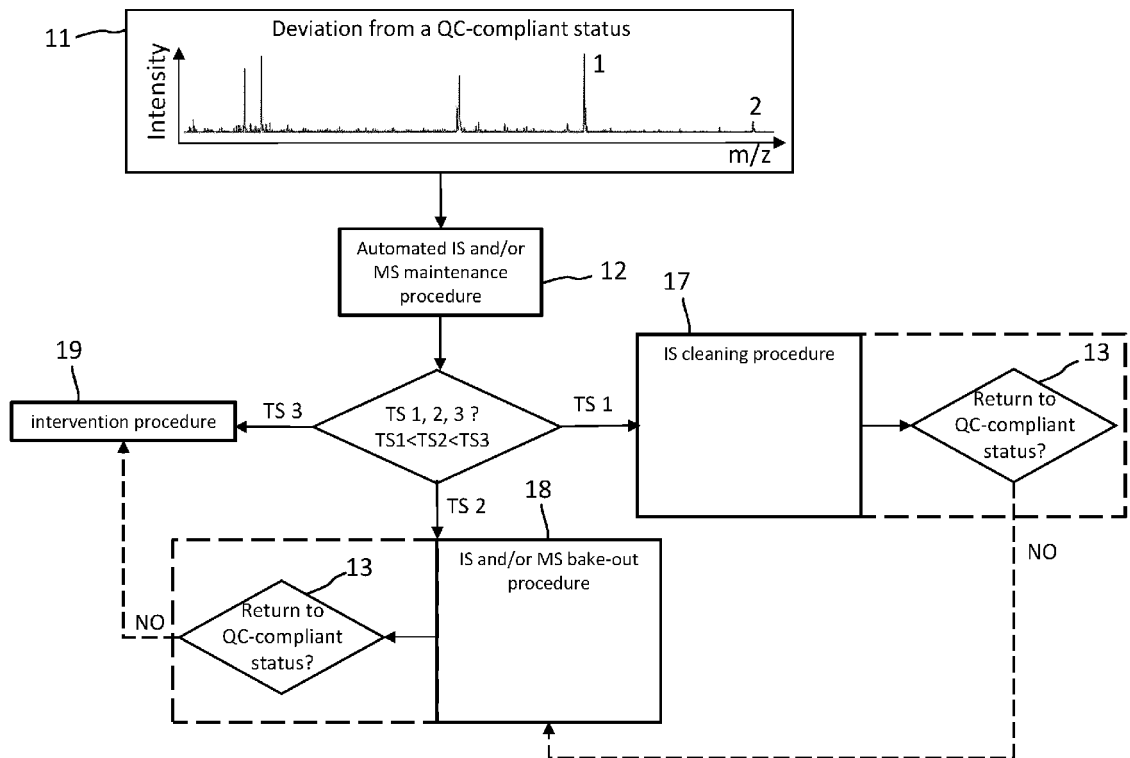 11
Deviation from a QC-compliant status
Intensity
1
2
m/z
Automated IS and/or
MS maintenance
procedure
12
17
IS cleaning procedure
13
Return to
QC-compliant
status?
19
intervention procedure
TS 3
TS 1, 2, 3 ?
TS1<TS2<TS3
TS 1
TS 2
18
IS and/or MS bake-out
procedure
NO
13
Return to
QC-compliant
status?
NO